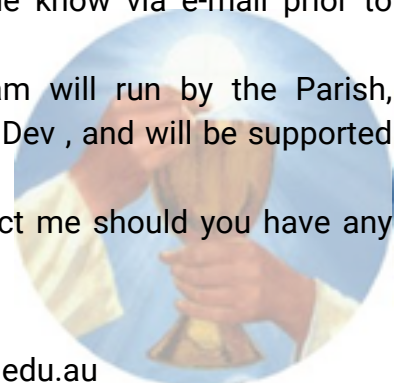 know via e-mail prior to
am will run by the Parish,
Dev , and will be supported
ct me should you have any
edu.au